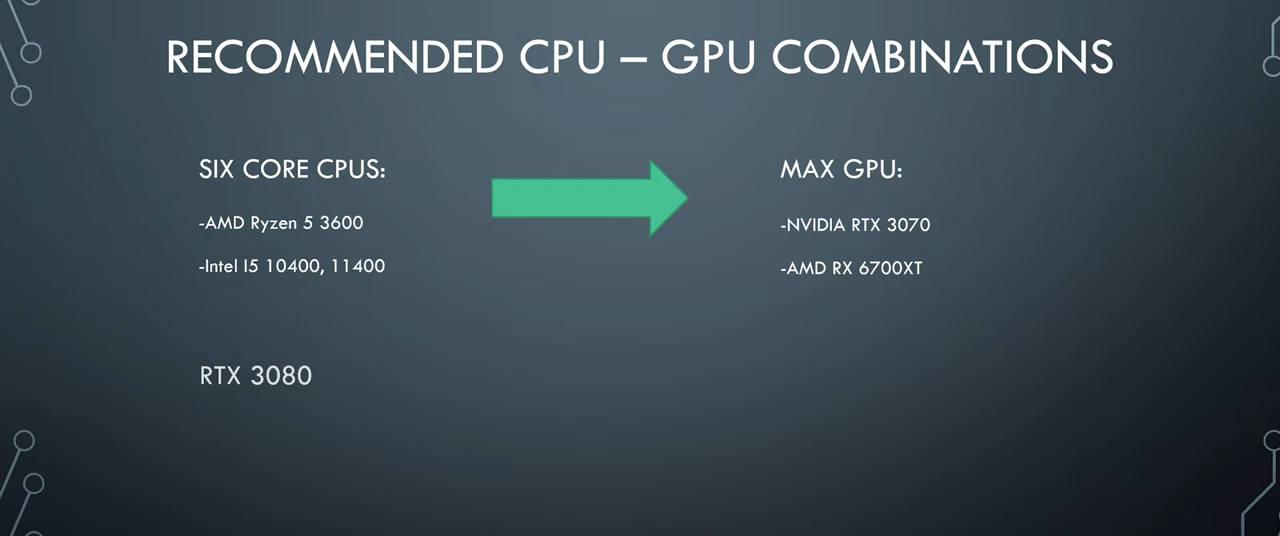 RECOMMENDED CPU – GPU COMBINATIONS
SIX CORE CPUS:
-AMD Ryzen 5 3600
-Intel I5 10400, 11400
MAX GPU:
-NVIDIA RTX 3070
-AMD RX 6700XT
RTX 3080